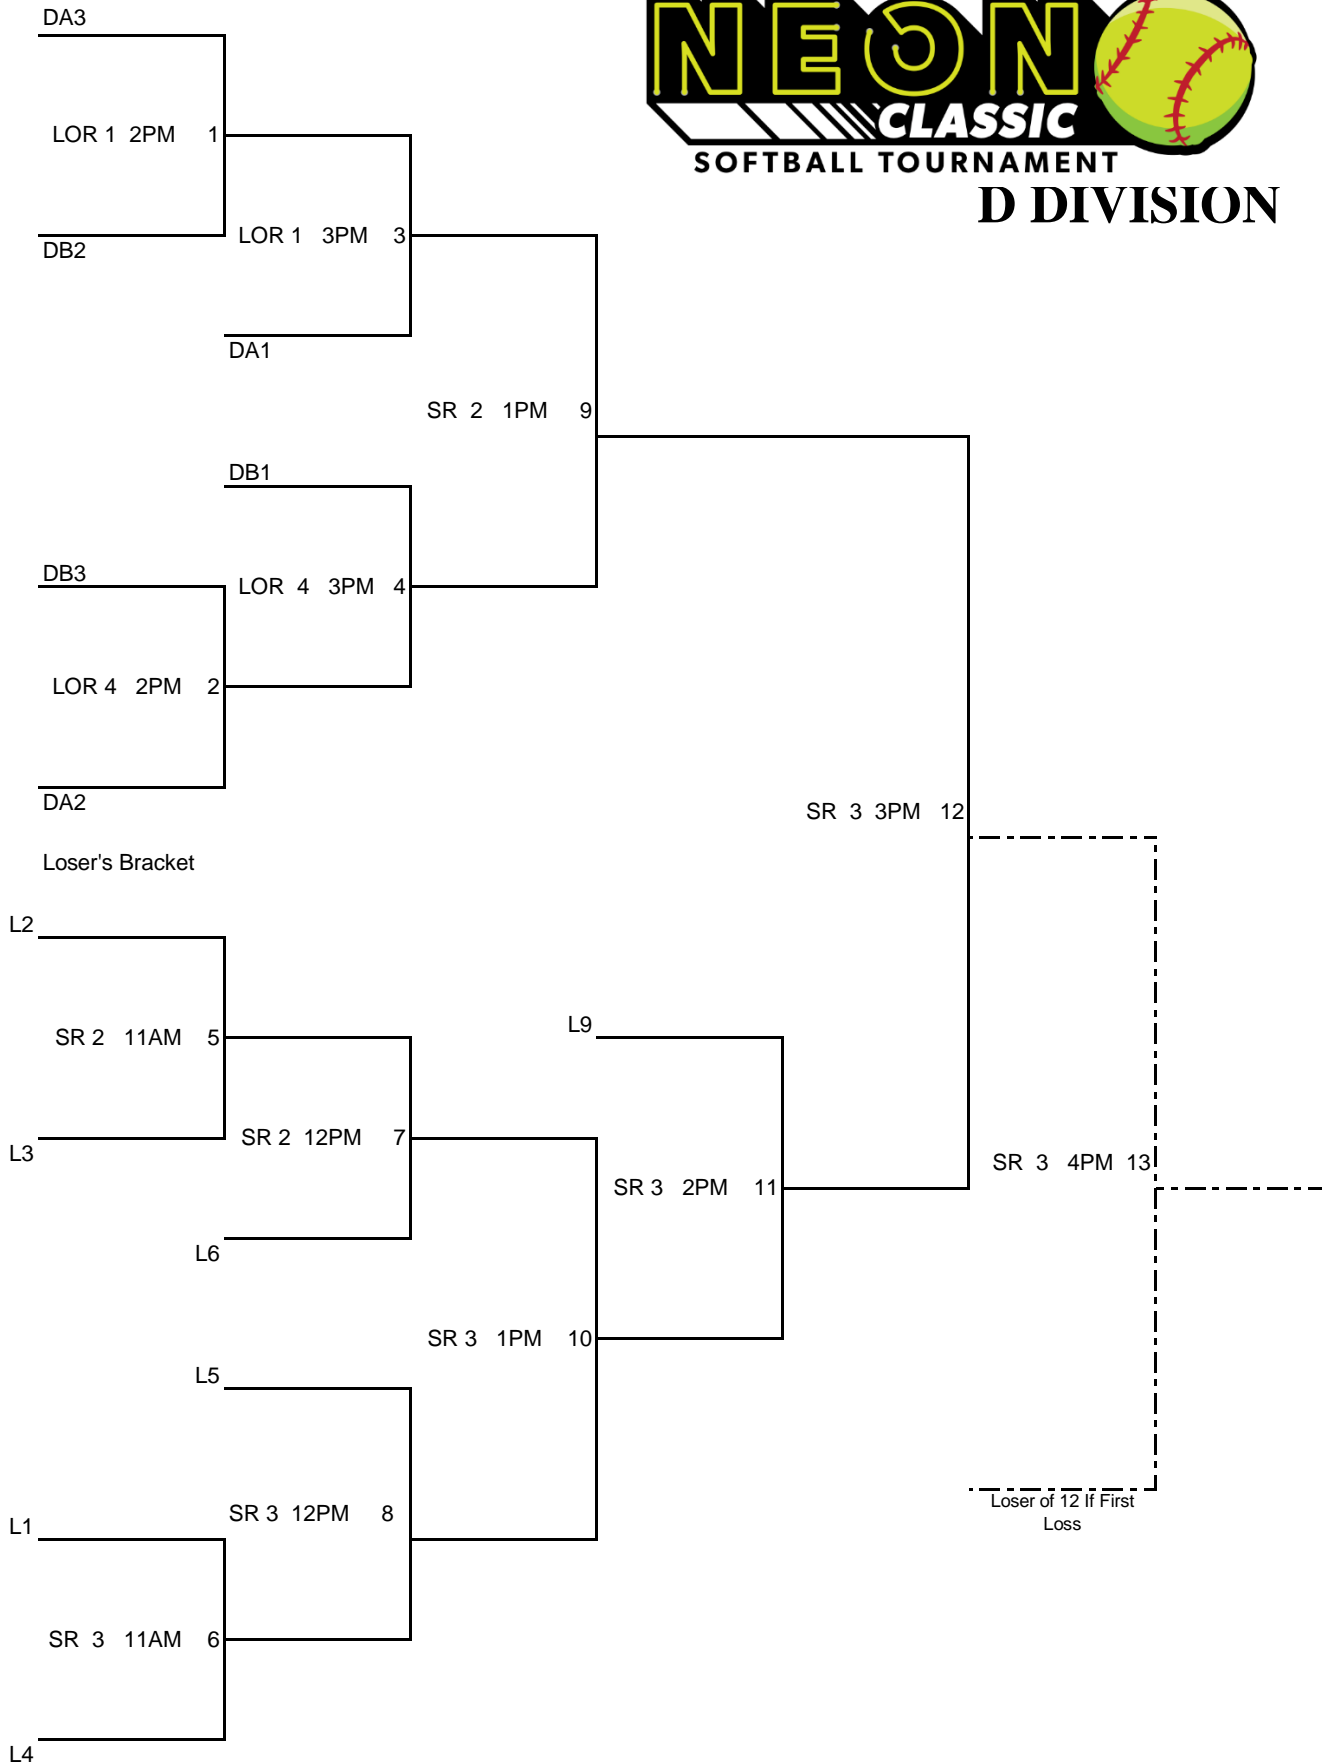 DA3
NEON
CLASSIC
SOFTBALL TOURNAMENT
D DIVISION
LOR 1 2PM 1
DB2
LOR 1 3PM 3
DA1
SR 2 1PM 9
DB1
DB3
LOR 4 3PM 4
LOR 4 2PM 2
DA2
SR 3 3PM 12
Loser's Bracket
L2
SR 2 11AM 5
L9
L3
SR 2 12PM 7
SR 3 4PM 13
SR 3 2PM 11
L6
SR 3 1PM 10
L5
Loser of 12 If First
Loss
SR 3 12PM 8
L1
SR 3 11AM 6
L4